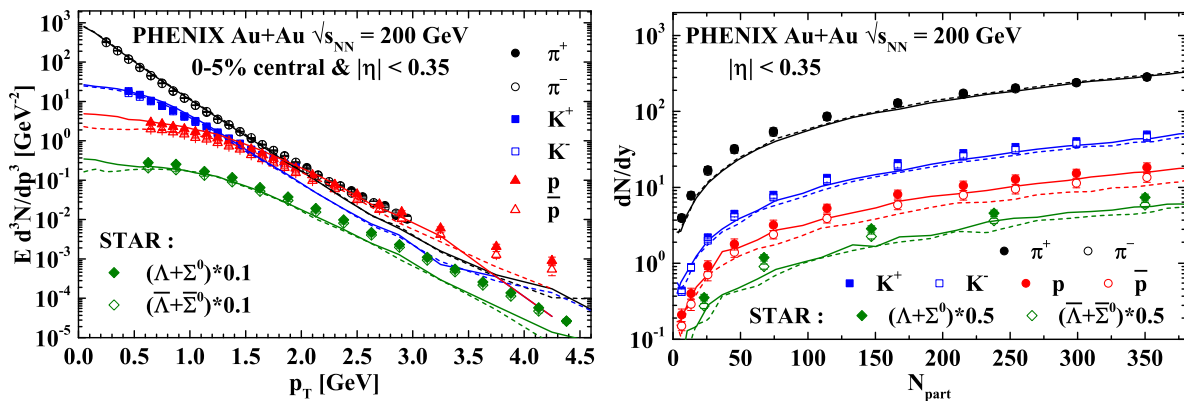 PHENIX Au+Au √s_NN = 200 GeV
0-5% central & |η| < 0.35
π⁺
π⁻
K⁺
K⁻
p
p̅
STAR :
(Λ+Σ⁰)*0.1
(Λ̅+Σ̅⁰)*0.1
E d³N/dp³ [GeV⁻²]
10³
10²
10¹
10⁰
10⁻¹
10⁻²
10⁻³
10⁻⁴
10⁻⁵
0.0 0.5 1.0 1.5 2.0 2.5 3.0 3.5 4.0 4.5
p_T [GeV]
PHENIX Au+Au √s_NN = 200 GeV
|η| < 0.35
dN/dy
10³
10²
10¹
10⁰
10⁻¹
π⁺ π⁻
K⁺ K⁻ p p̅
STAR : (Λ+Σ⁰)*0.5 (Λ̅+Σ̅⁰)*0.5
0 50 100 150 200 250 300 350
N_part